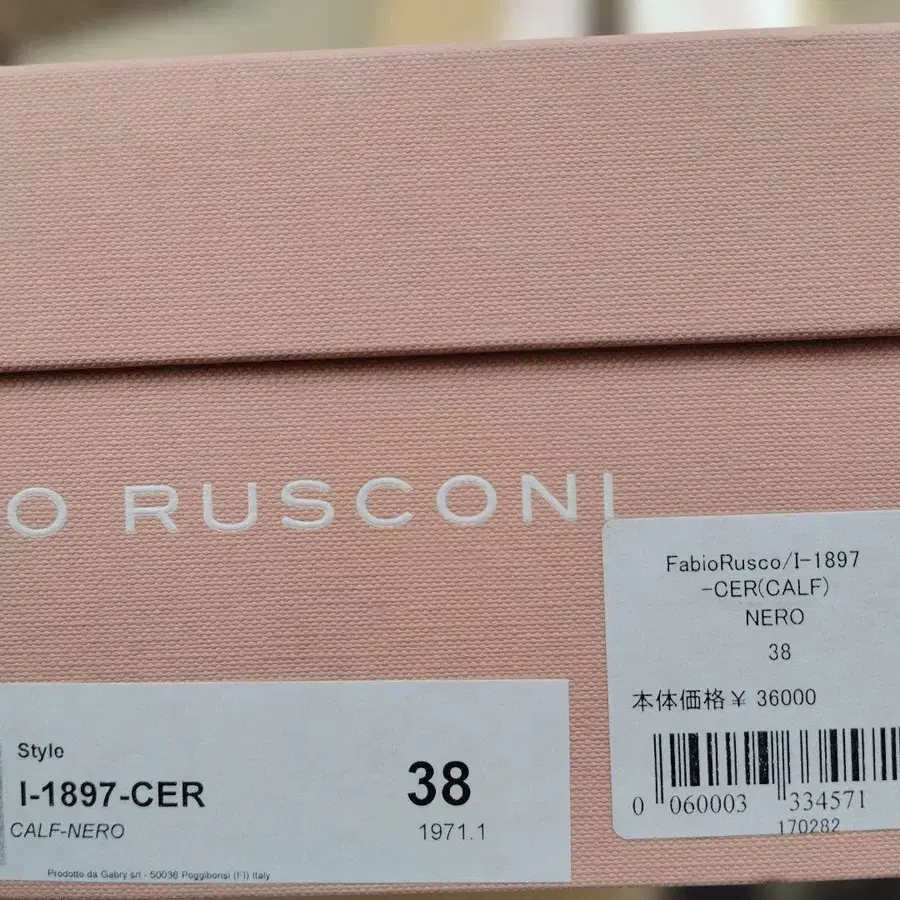 O RUSCONI
FabioRusco/I-1897
-CER(CALF)
NERO
38
本体価格¥ 36000
0 060003 334571
170282
Style
I-1897-CER
38
CALF-NERO
1971.1
Prodotto da Gabry srl - 50036 Poggibonsi (FI) Italy